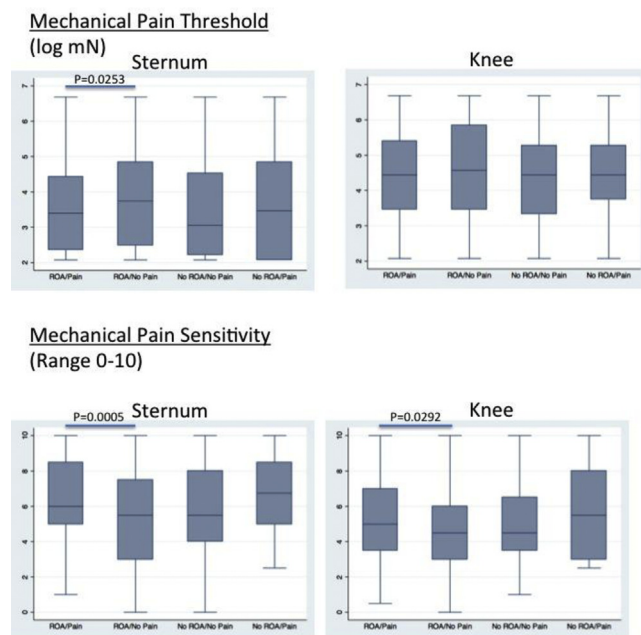 Mechanical Pain Threshold
(log mN)
Sternum
Knee
P=0.0253
7
6
5
4
3
2
ROA/Pain ROA/No Pain No ROA/No Pain No ROA/Pain
7
6
5
4
3
2
ROA/Pain ROA/No Pain No ROA/No Pain No ROA/Pain
Mechanical Pain Sensitivity
(Range 0-10)
P=0.0005 Sternum
P=0.0292 Knee
10
8
6
4
2
0
ROA/Pain ROA/No Pain No ROA/No Pain No ROA/Pain
10
8
6
4
2
0
ROA/Pain ROA/No Pain No ROA/No Pain No ROA/Pain